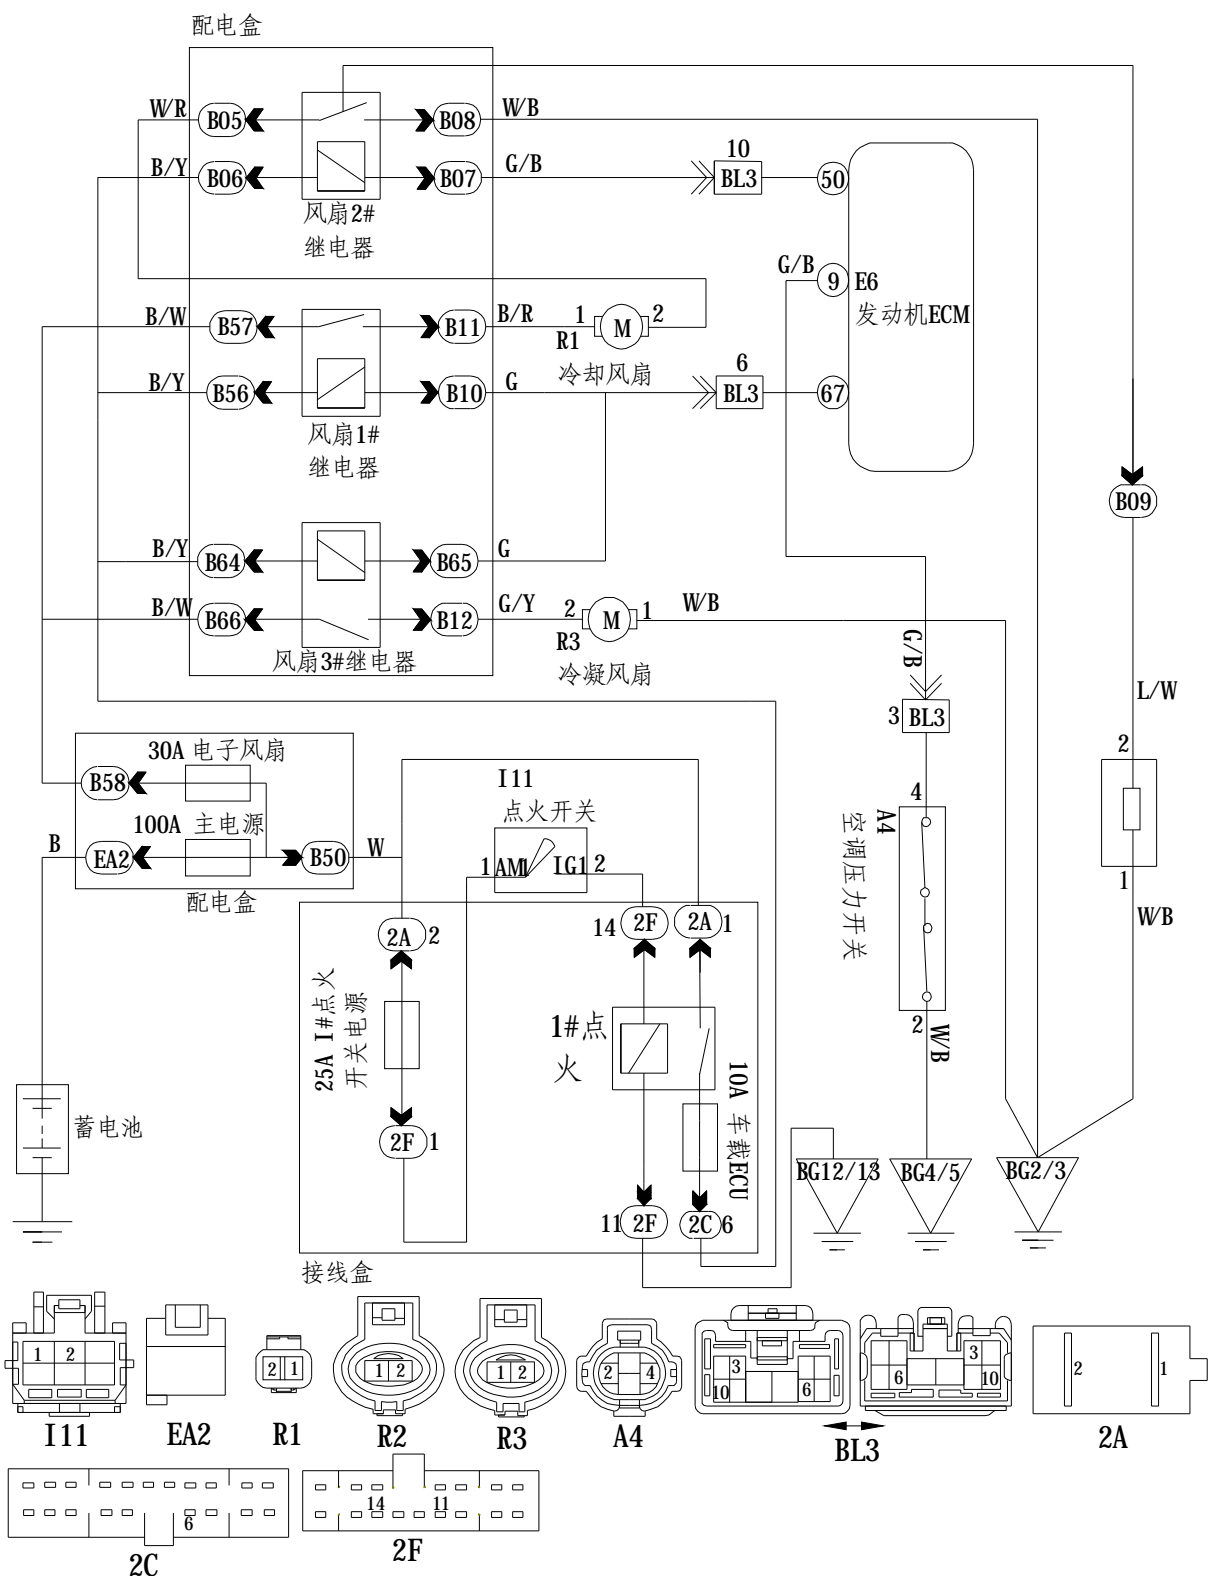 配电盒
W/R
B05
B08
W/B
B/Y
B06
B07
G/B
10
BL3
50
风扇2#
继电器
G/B
9
E6
发动机ECM
B/W
B57
B11
B/R
1
M
2
R1
冷却风扇
B/Y
B56
B10
G
6
BL3
67
风扇1#
继电器
B09
B/Y
B64
B65
G
B/W
B66
B12
G/Y
2
M
1
W/B
R3
冷凝风扇
风扇3#继电器
G/B
3
BL3
L/W
2
1
W/B
30A 电子风扇
B58
100A 主电源
B
EA2
B50
W
配电盒
I11
点火开关
1
AM1
IG1
2
4
A4
空调压力开关
2
W/B
2A
2
14
2F
2A
1
25A I#点火
开关电源
1#点
火
10A 车载ECU
2F
1
11
2F
2C
6
蓄电池
BG12/13
BG4/5
BG2/3
接线盒
1
2
I11
EA2
2
1
R1
1
2
R2
1
2
R3
2
4
A4
3
10
6
6
3
10
BL3
2
1
2A
6
2C
14
11
2F